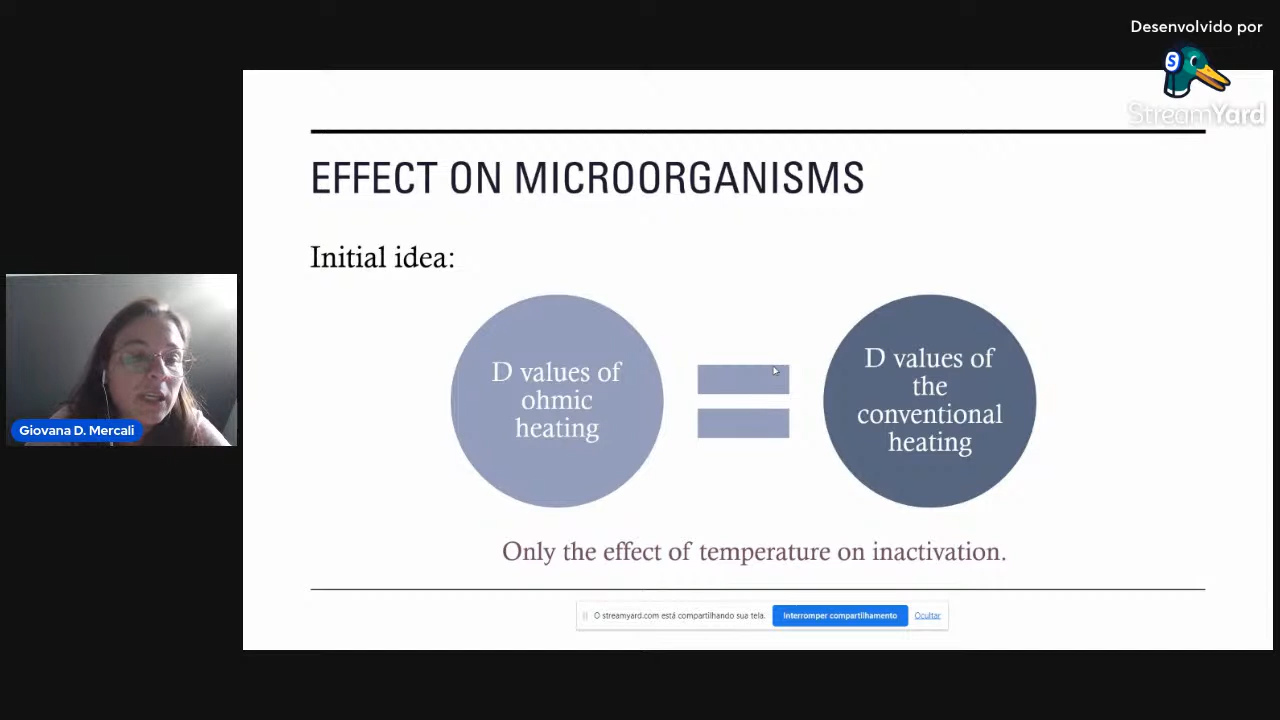 Desenvolvido por
S
StreamYard
EFFECT ON MICROORGANISMS
Initial idea:
D values of
ohmic
heating
D values of
the
conventional
heating
Giovana D. Mercali
Only the effect of temperature on inactivation.
O streamyard.com está compartilhando sua tela.
Interromper compartilhamento
Ocultar